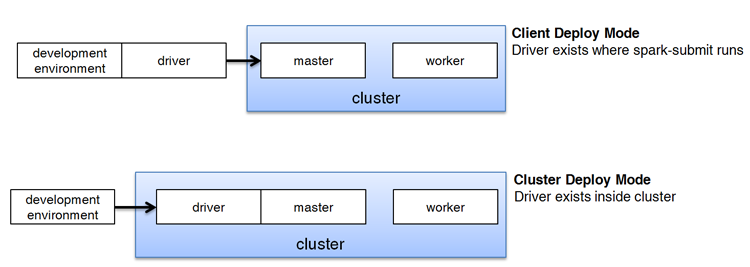 Client Deploy Mode
Driver exists where spark-submit runs
development
environment
driver
master
worker
cluster
Cluster Deploy Mode
Driver exists inside cluster
development
environment
driver
master
worker
cluster